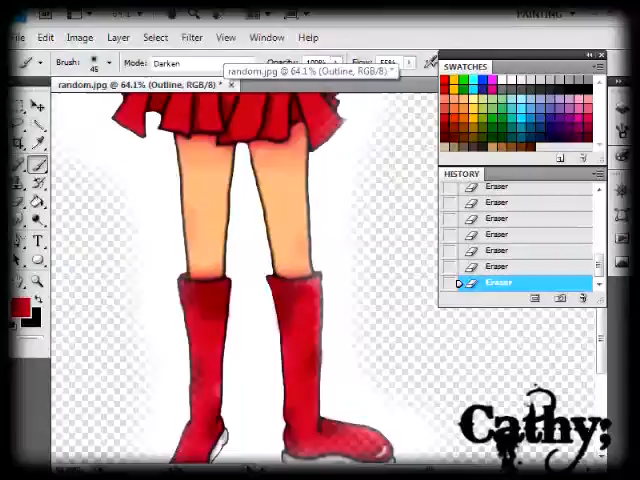 PAINTING
File Edit Image Layer Select Filter View Window Help
Brush: 45 Mode: Darken Opacity: 100% Flow: 55%
random.jpg @ 64.1% (Outline, RGB/8) *
random.jpg @ 64.1% (Outline, RGB/8) *
SWATCHES
HISTORY
Eraser
Eraser
Eraser
Eraser
Eraser
Eraser
Eraser
T
Cathy;